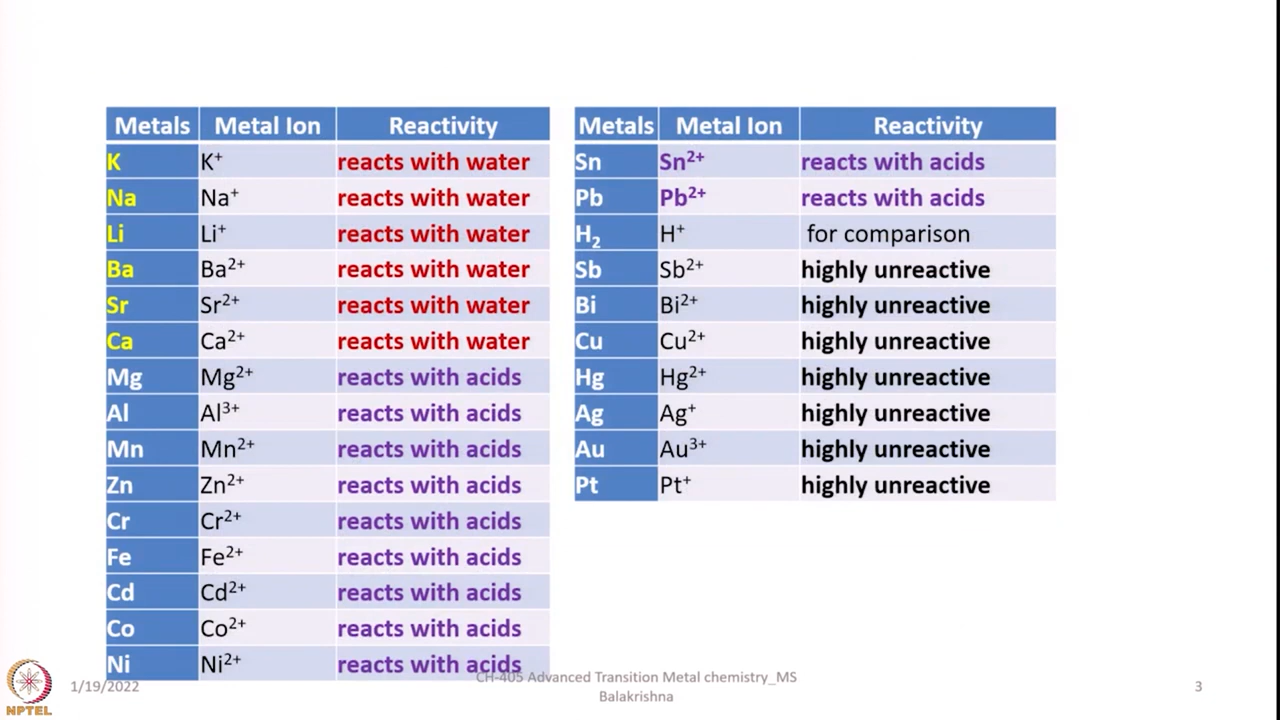 Metals Metal Ion Reactivity
K K⁺ reacts with water
Na Na⁺ reacts with water
Li Li⁺ reacts with water
Ba Ba²⁺ reacts with water
Sr Sr²⁺ reacts with water
Ca Ca²⁺ reacts with water
Mg Mg²⁺ reacts with acids
Al Al³⁺ reacts with acids
Mn Mn²⁺ reacts with acids
Zn Zn²⁺ reacts with acids
Cr Cr²⁺ reacts with acids
Fe Fe²⁺ reacts with acids
Cd Cd²⁺ reacts with acids
Co Co²⁺ reacts with acids
Ni Ni²⁺ reacts with acids
Metals Metal Ion Reactivity
Sn Sn²⁺ reacts with acids
Pb Pb²⁺ reacts with acids
H₂ H⁺ for comparison
Sb Sb²⁺ highly unreactive
Bi Bi²⁺ highly unreactive
Cu Cu²⁺ highly unreactive
Hg Hg²⁺ highly unreactive
Ag Ag⁺ highly unreactive
Au Au³⁺ highly unreactive
Pt Pt⁺ highly unreactive
NPTEL
1/19/2022
CH-405 Advanced Transition Metal chemistry_MS
Balakrishna
3